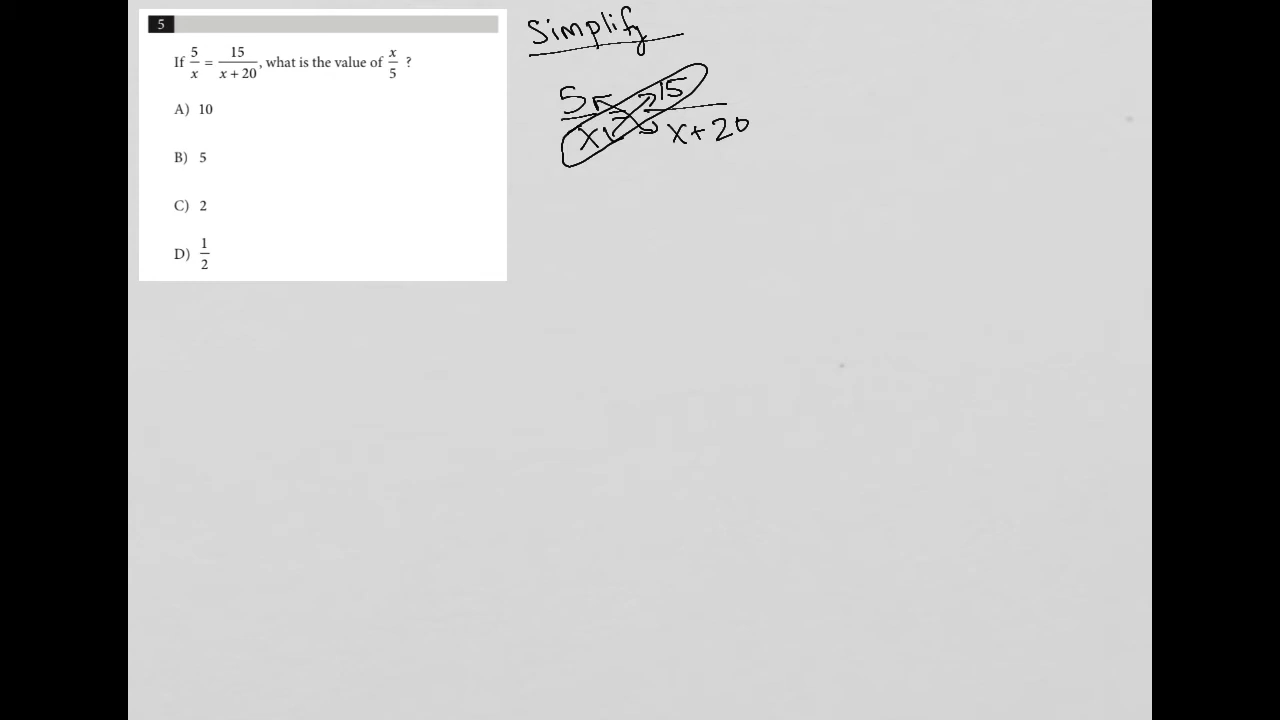 5
If 5/x = 15/(x + 20), what is the value of x/5 ?
A) 10
B) 5
C) 2
D) 1/2
Simplify
5 15
x x + 20